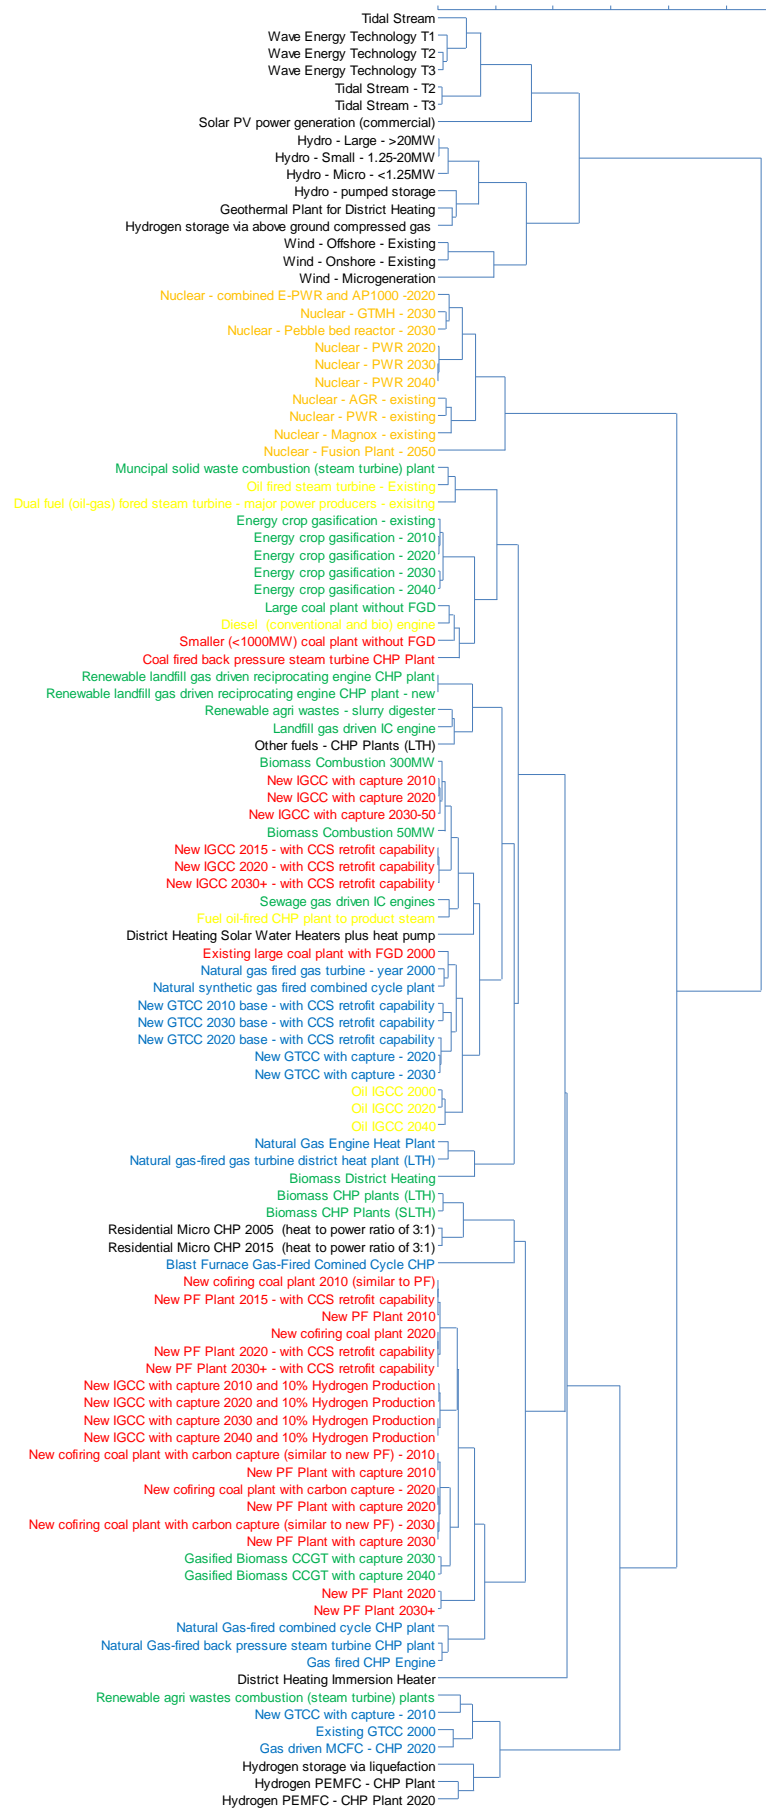 Tidal Stream
Wave Energy Technology T1
Wave Energy Technology T2
Wave Energy Technology T3
Tidal Stream - T2
Tidal Stream - T3
Solar PV power generation (commercial)
Hydro - Large - >20MW
Hydro - Small - 1.25-20MW
Hydro - Micro - <1.25MW
Hydro - pumped storage
Geothermal Plant for District Heating
Hydrogen storage via above ground compressed gas
Wind - Offshore - Existing
Wind - Onshore - Existing
Wind - Microgeneration
Nuclear - combined E-PWR and AP1000 -2020
Nuclear - GTMH - 2030
Nuclear - Pebble bed reactor - 2030
Nuclear - PWR 2020
Nuclear - PWR 2030
Nuclear - PWR 2040
Nuclear - AGR - existing
Nuclear - PWR - existing
Nuclear - Magnox - existing
Nuclear - Fusion Plant - 2050
Muncipal solid waste combustion (steam turbine) plant
Oil fired steam turbine - Existing
Dual fuel (oil-gas) fored steam turbine - major power producers - exisitng
Energy crop gasification - existing
Energy crop gasification - 2010
Energy crop gasification - 2020
Energy crop gasification - 2030
Energy crop gasification - 2040
Large coal plant without FGD
Diesel (conventional and bio) engine
Smaller (<1000MW) coal plant without FGD
Coal fired back pressure steam turbine CHP Plant
Renewable landfill gas driven reciprocating engine CHP plant
Renewable landfill gas driven reciprocating engine CHP plant - new
Renewable agri wastes - slurry digester
Landfill gas driven IC engine
Other fuels - CHP Plants (LTH)
Biomass Combustion 300MW
New IGCC with capture 2010
New IGCC with capture 2020
New IGCC with capture 2030-50
Biomass Combustion 50MW
New IGCC 2015 - with CCS retrofit capability
New IGCC 2020 - with CCS retrofit capability
New IGCC 2030+ - with CCS retrofit capability
Sewage gas driven IC engines
Fuel oil-fired CHP plant to product steam
District Heating Solar Water Heaters plus heat pump
Existing large coal plant with FGD 2000
Natural gas fired gas turbine - year 2000
Natural synthetic gas fired combined cycle plant
New GTCC 2010 base - with CCS retrofit capability
New GTCC 2030 base - with CCS retrofit capability
New GTCC 2020 base - with CCS retrofit capability
New GTCC with capture - 2020
New GTCC with capture - 2030
Oil IGCC 2000
Oil IGCC 2020
Oil IGCC 2040
Natural Gas Engine Heat Plant
Natural gas-fired gas turbine district heat plant (LTH)
Biomass District Heating
Biomass CHP plants (LTH)
Biomass CHP Plants (SLTH)
Residential Micro CHP 2005 (heat to power ratio of 3:1)
Residential Micro CHP 2015 (heat to power ratio of 3:1)
Blast Furnace Gas-Fired Comined Cycle CHP
New cofiring coal plant 2010 (similar to PF)
New PF Plant 2015 - with CCS retrofit capability
New PF Plant 2010
New cofiring coal plant 2020
New PF Plant 2020 - with CCS retrofit capability
New PF Plant 2030+ - with CCS retrofit capability
New IGCC with capture 2010 and 10% Hydrogen Production
New IGCC with capture 2020 and 10% Hydrogen Production
New IGCC with capture 2030 and 10% Hydrogen Production
New IGCC with capture 2040 and 10% Hydrogen Production
New cofiring coal plant with carbon capture (similar to new PF) - 2010
New PF Plant with capture 2010
New cofiring coal plant with carbon capture - 2020
New PF Plant with capture 2020
New cofiring coal plant with carbon capture (similar to new PF) - 2030
New PF Plant with capture 2030
Gasified Biomass CCGT with capture 2030
Gasified Biomass CCGT with capture 2040
New PF Plant 2020
New PF Plant 2030+
Natural Gas-fired combined cycle CHP plant
Natural Gas-fired back pressure steam turbine CHP plant
Gas fired CHP Engine
District Heating Immersion Heater
Renewable agri wastes combustion (steam turbine) plants
New GTCC with capture - 2010
Existing GTCC 2000
Gas driven MCFC - CHP 2020
Hydrogen storage via liquefaction
Hydrogen PEMFC - CHP Plant
Hydrogen PEMFC - CHP Plant 2020